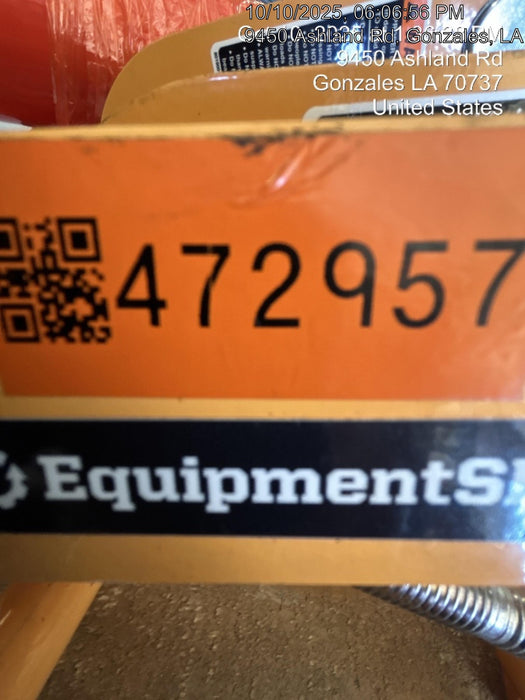 10/10/2025, 06:06:56 PM
9450 Ashland Rd, Gonzales, LA
9450 Ashland Rd
Gonzales LA 70737
United States
472957
EquipmentS